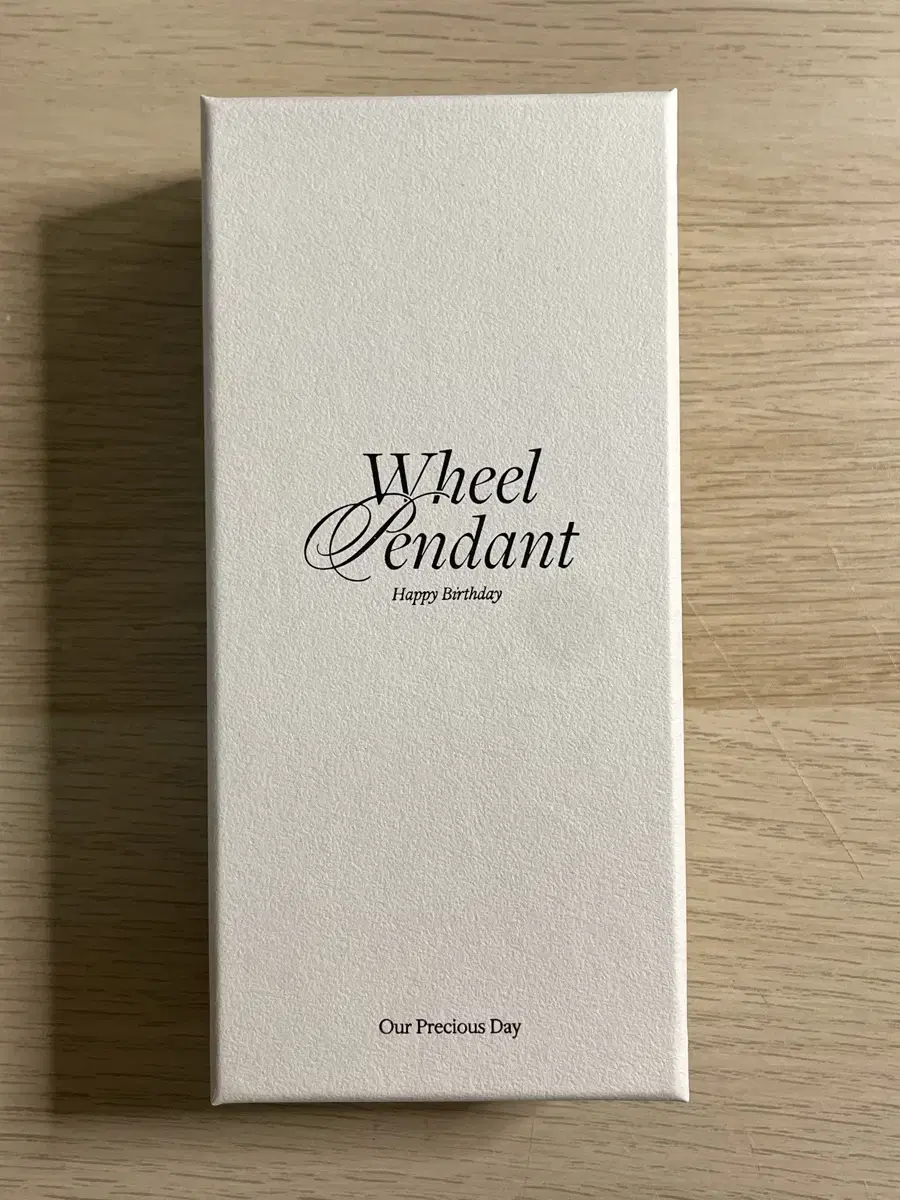 Wheel
Pendant
Happy Birthday
Our Precious Day